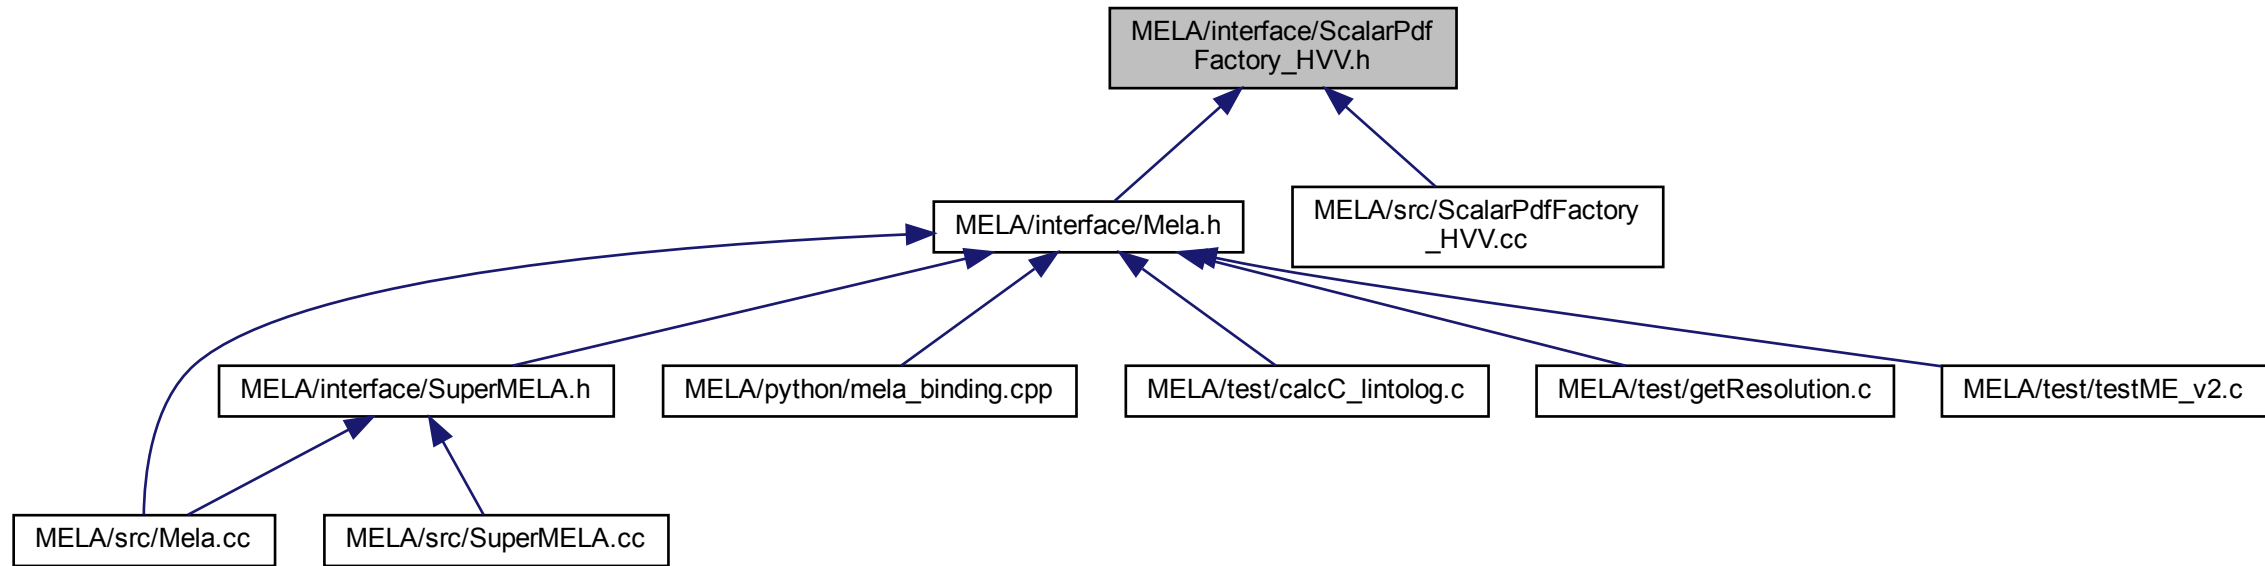 MELA/interface/ScalarPdf
Factory_HVV.h
MELA/interface/Mela.h
MELA/src/ScalarPdfFactory
_HVV.cc
MELA/interface/SuperMELA.h
MELA/python/mela_binding.cpp
MELA/test/calcC_lintolog.c
MELA/test/getResolution.c
MELA/test/testME_v2.c
MELA/src/Mela.cc
MELA/src/SuperMELA.cc